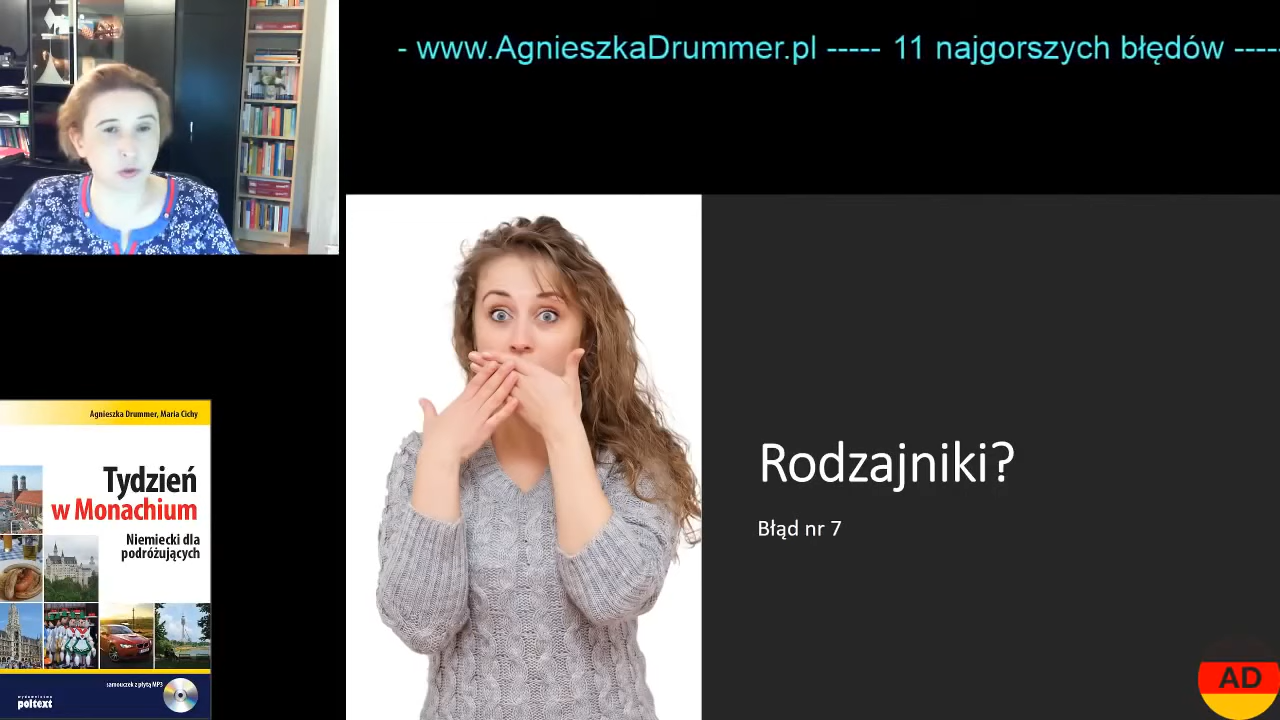 - www.AgnieszkaDrummer.pl ----- 11 najgorszych błędów ----
Agnieszka Drummer, Maria Cichy
Tydzień
w Monachium
Niemiecki dla
podróżujących
samouczek z płytą MP3
wydawnictwo
poltext
Rodzajniki?
Błąd nr 7
AD